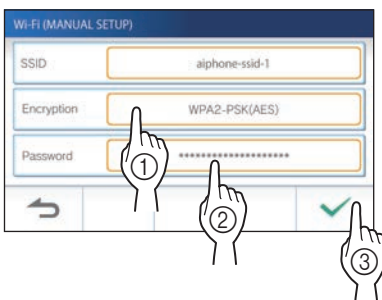 Wi-Fi (MANUAL SETUP)
SSID
aiphone-ssid-1
Encryption
WPA2-PSK(AES)
Password
********************
①
②
③